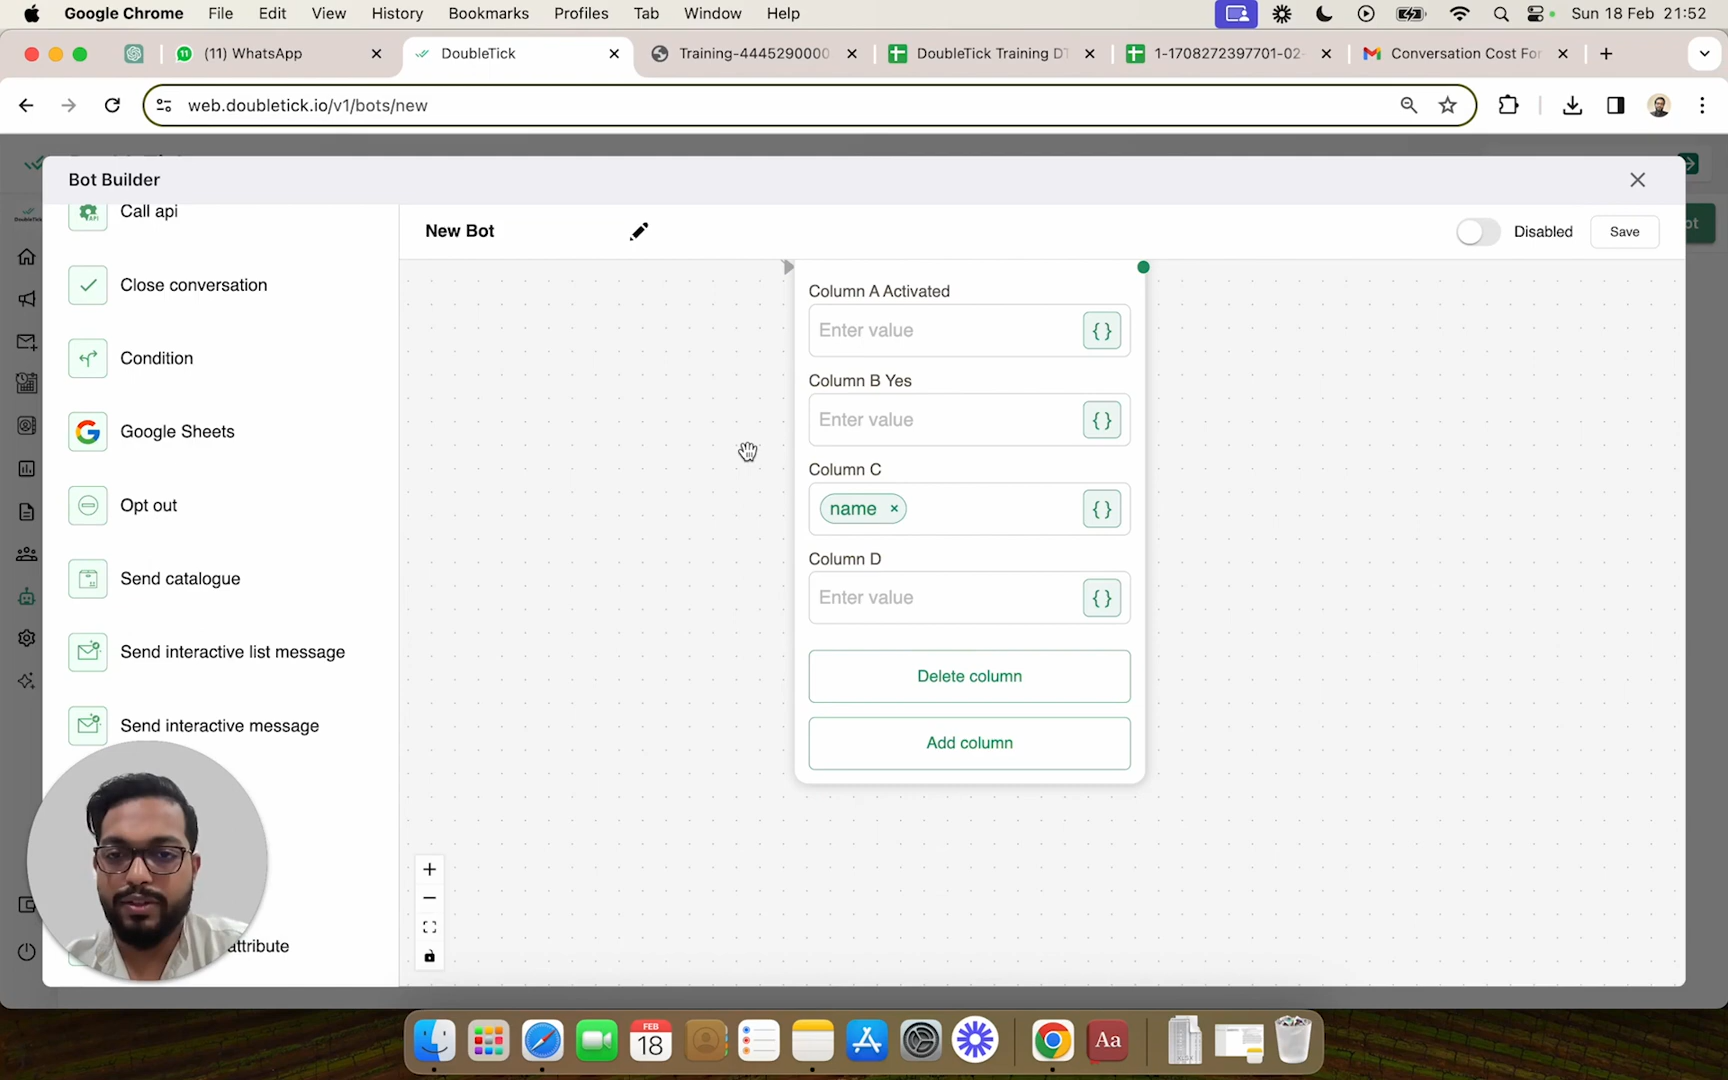 Google Chrome File Edit View History Bookmarks Profiles Tab Window Help Sun 18 Feb 21:52
(11) WhatsApp DoubleTick Training-4445290000 DoubleTick Training DT 1-1708272397701-02- Conversation Cost For
web.doubletick.io/v1/bots/new
Bot Builder
Call api
New Bot
Disabled
Save
Close conversation
Condition
Google Sheets
Opt out
Send catalogue
Send interactive list message
Send interactive message
attribute
Column A Activated
Enter value
{ }
Column B Yes
Enter value
{ }
Column C
name ×
{ }
Column D
Enter value
{ }
Delete column
Add column
FEB
18
Aa